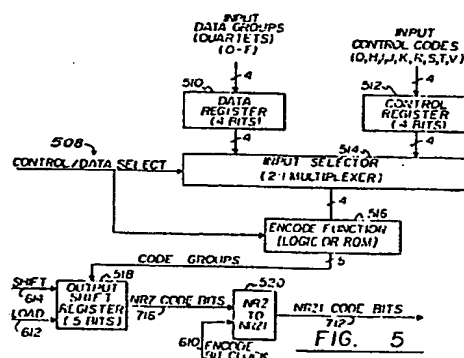 INPUT
DATA GROUPS
(QUARTETS)
(0-F)
INPUT
CONTROL CODES
(Q,H,I,J,K,R,S,T,V)
4
4
510
DATA
REGISTER
(4 BITS)
512
CONTROL
REGISTER
(4 BITS)
508
4
4
514
CONTROL/DATA SELECT
INPUT SELECTOR
(2:1 MULTIPLEXER)
4
516
ENCODE FUNCTION
(LOGIC OR ROM)
CODE GROUPS
5
518
SHIFT
614
LOAD
612
OUTPUT
SHIFT
REGISTER
(5 BITS)
NRZ CODE BITS
716
520
NRZ
TO
NRZI
NRZI CODE BITS
712
610
ENCODE
BIT CLOCK
FIG. 5